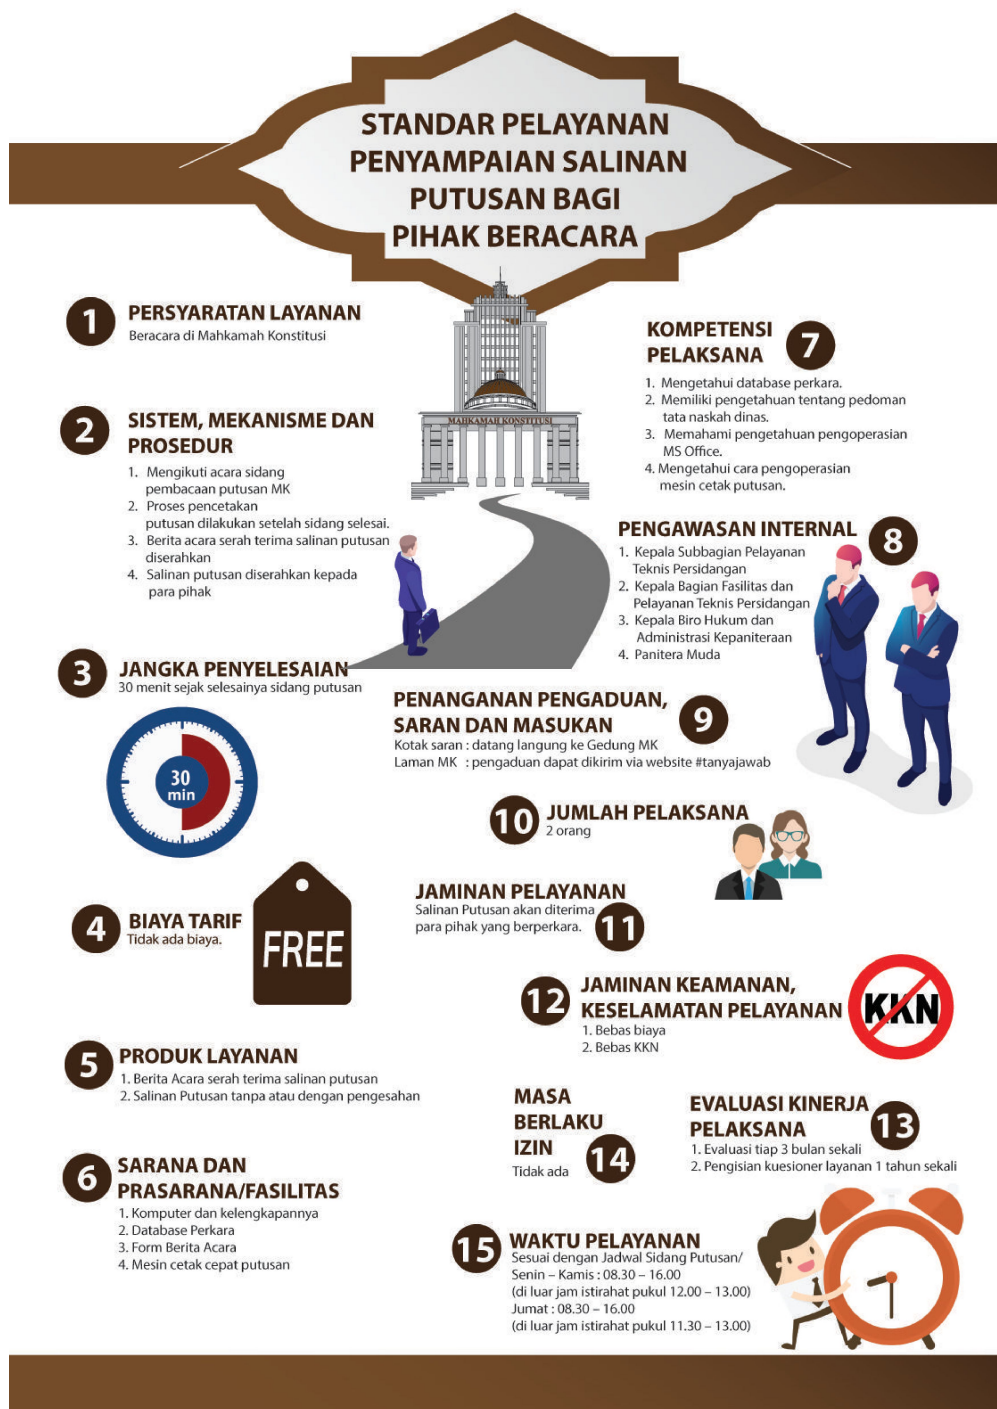 STANDAR PELAYANAN
PENYAMPAIAN SALINAN
PUTUSAN BAGI
PIHAK BERACARA
MAHKAMAH KONSTITUSI
1
PERSYARATAN LAYANAN
Beracara di Mahkamah Konstitusi
2
SISTEM, MEKANISME DAN
PROSEDUR
1. Mengikuti acara sidang
pembacaan putusan MK
2. Proses pencetakan
putusan dilakukan setelah sidang selesai.
3. Berita acara serah terima salinan putusan
diserahkan
4. Salinan putusan diserahkan kepada
para pihak
3
JANGKA PENYELESAIAN
30 menit sejak selesainya sidang putusan
30
min
4
BIAYA TARIF
Tidak ada biaya.
FREE
5
PRODUK LAYANAN
1. Berita Acara serah terima salinan putusan
2. Salinan Putusan tanpa atau dengan pengesahan
6
SARANA DAN
PRASARANA/FASILITAS
1. Komputer dan kelengkapannya
2. Database Perkara
3. Form Berita Acara
4. Mesin cetak cepat putusan
KOMPETENSI
PELAKSANA
7
1. Mengetahui database perkara.
2. Memiliki pengetahuan tentang pedoman
tata naskah dinas.
3. Memahami pengetahuan pengoperasian
MS Office.
4. Mengetahui cara pengoperasian
mesin cetak putusan.
PENGAWASAN INTERNAL
8
1. Kepala Subbagian Pelayanan
Teknis Persidangan
2. Kepala Bagian Fasilitas dan
Pelayanan Teknis Persidangan
3. Kepala Biro Hukum dan
Administrasi Kepaniteraan
4. Panitera Muda
PENANGANAN PENGADUAN,
SARAN DAN MASUKAN
9
Kotak saran : datang langung ke Gedung MK
Laman MK : pengaduan dapat dikirim via website #tanyajawab
10
JUMLAH PELAKSANA
2 orang
JAMINAN PELAYANAN
Salinan Putusan akan diterima
para pihak yang berperkara.
11
12
JAMINAN KEAMANAN,
KESELAMATAN PELAYANAN
1. Bebas biaya
2. Bebas KKN
KKN
EVALUASI KINERJA
PELAKSANA
13
1. Evaluasi tiap 3 bulan sekali
2. Pengisian kuesioner layanan 1 tahun sekali
MASA
BERLAKU
IZIN
Tidak ada
14
15
WAKTU PELAYANAN
Sesuai dengan Jadwal Sidang Putusan/
Senin – Kamis : 08.30 – 16.00
(di luar jam istirahat pukul 12.00 – 13.00)
Jumat : 08.30 – 16.00
(di luar jam istirahat pukul 11.30 – 13.00)